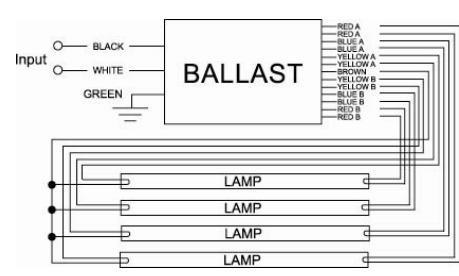 RED A
RED A
BLUE A
BLUE A
YELLOW A
YELLOW A
BROWN
YELLOW B
YELLOW B
BLUE B
BLUE B
RED B
RED B
Input
BLACK
WHITE
GREEN
BALLAST
LAMP
LAMP
LAMP
LAMP